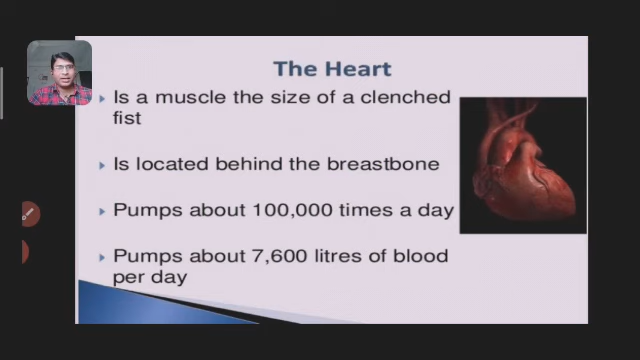 The Heart
Is a muscle the size of a clenched
fist
Is located behind the breastbone
Pumps about 100,000 times a day
Pumps about 7,600 litres of blood
per day